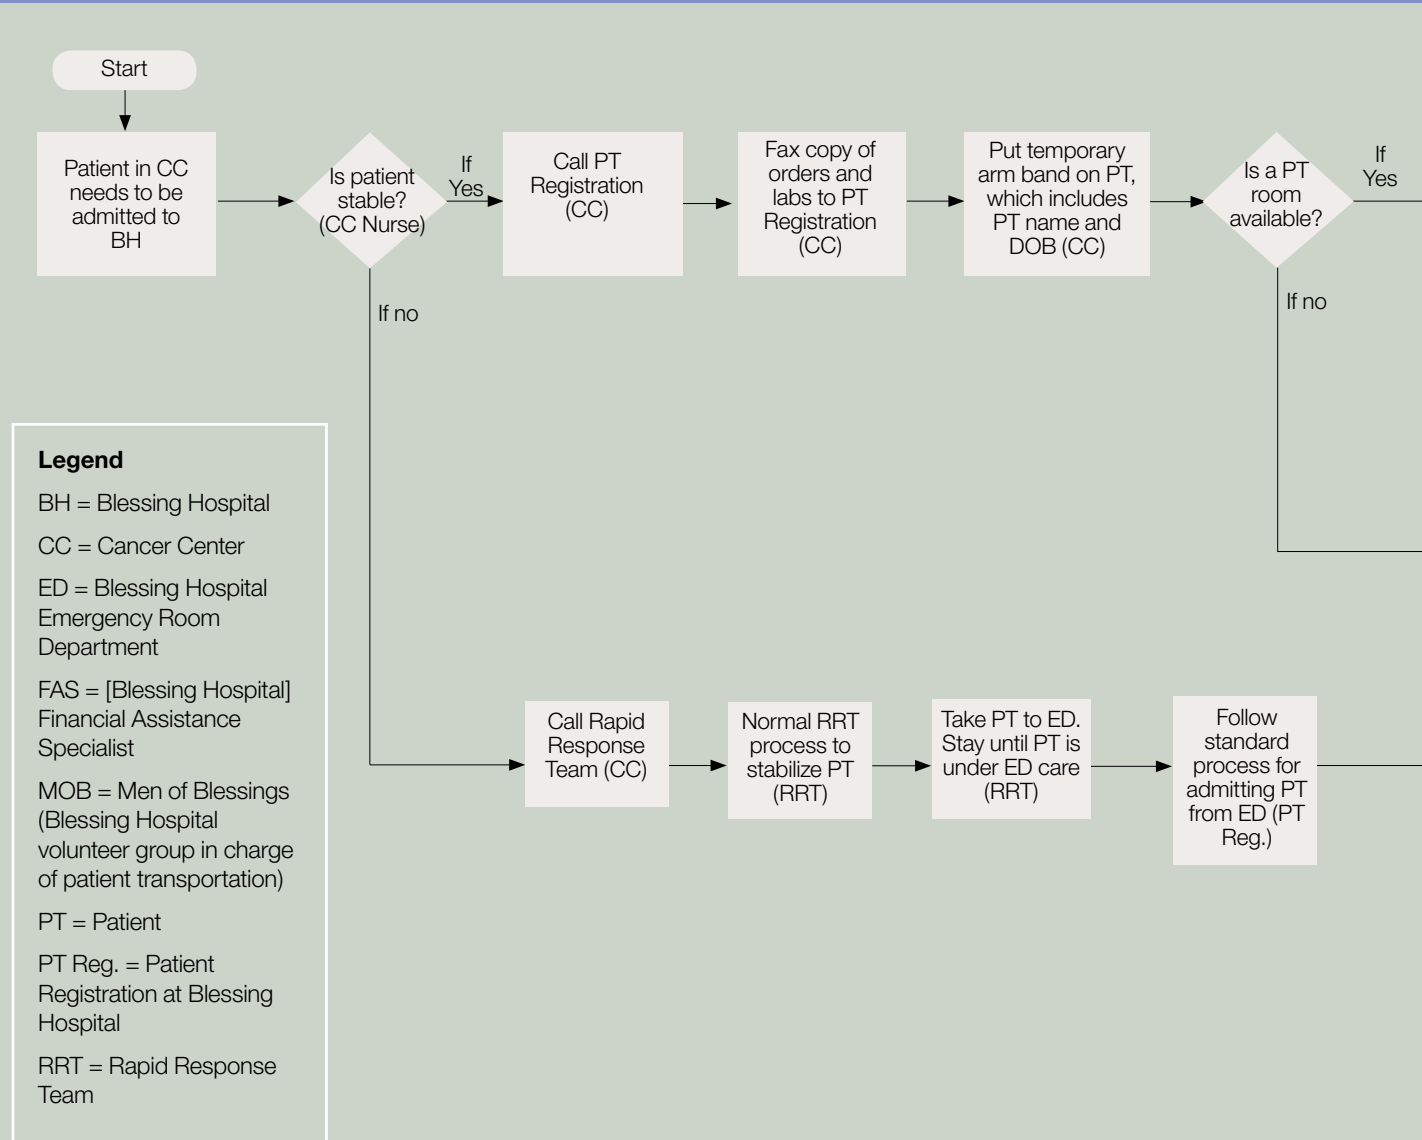 Start
Patient in CC
needs to be
admitted to
BH
Is patient
stable?
(CC Nurse)
If
Yes
Call PT
Registration
(CC)
Fax copy of
orders and
labs to PT
Registration
(CC)
Put temporary
arm band on PT,
which includes
PT name and
DOB (CC)
Is a PT
room
available?
If
Yes
If no
If no
Call Rapid
Response
Team (CC)
Normal RRT
process to
stabilize PT
(RRT)
Take PT to ED.
Stay until PT is
under ED care
(RRT)
Follow
standard
process for
admitting PT
from ED (PT
Reg.)
Legend
BH = Blessing Hospital
CC = Cancer Center
ED = Blessing Hospital
Emergency Room
Department
FAS = [Blessing Hospital]
Financial Assistance
Specialist
MOB = Men of Blessings
(Blessing Hospital
volunteer group in charge
of patient transportation)
PT = Patient
PT Reg. = Patient
Registration at Blessing
Hospital
RRT = Rapid Response
Team